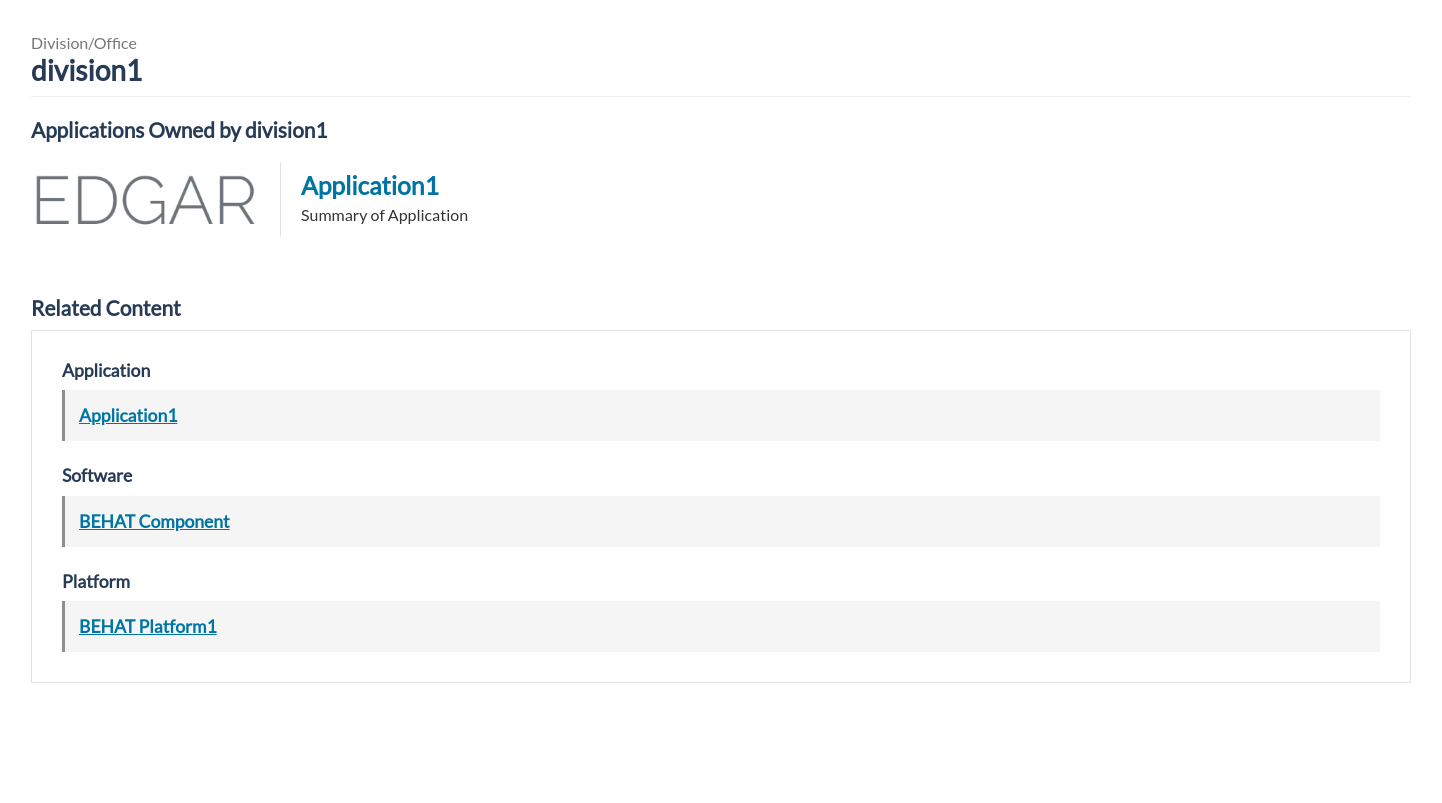 Division/Office
division1
Applications Owned by division1
EDGAR
Application1
Summary of Application
Related Content
Application
Application1
Software
BEHAT Component
Platform
BEHAT Platform1